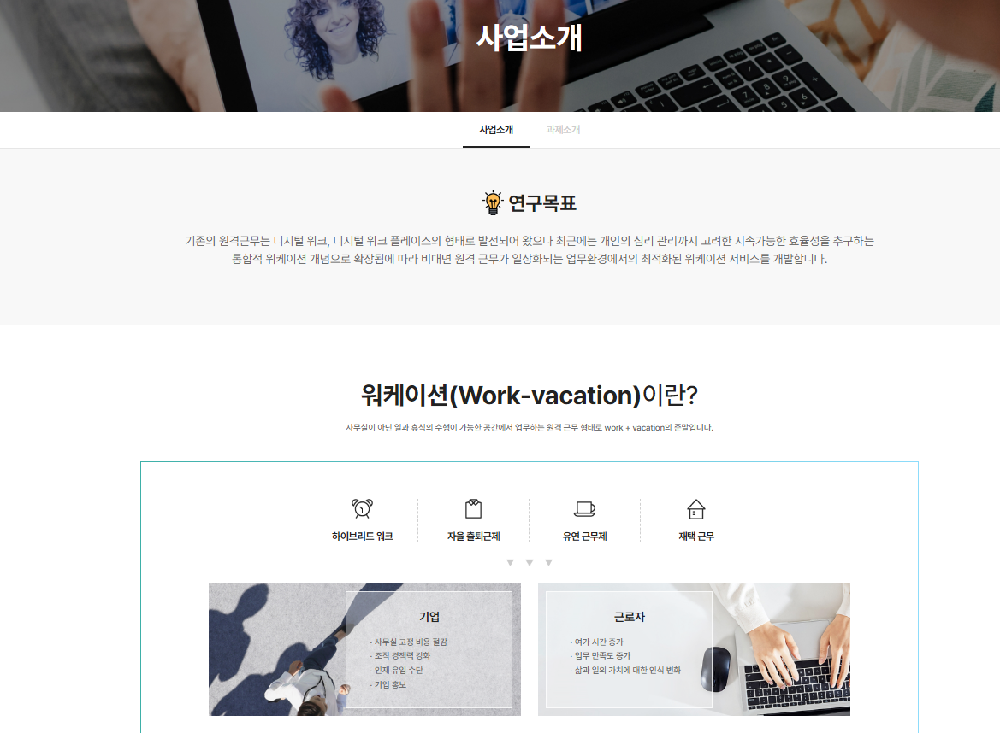 사업소개
사업소개 과제소개
연구목표
기존의 원격근무는 디지털 워크, 디지털 워크 플레이스의 형태로 발전되어 왔으나 최근에는 개인의 심리 관리까지 고려한 지속가능한 효율성을 추구하는
통합적 워케이션 개념으로 확장됨에 따라 비대면 원격 근무가 일상화되는 업무환경에서의 최적화된 워케이션 서비스를 개발합니다.
워케이션(Work-vacation)이란?
사무실이 아닌 일과 휴식의 수행이 가능한 공간에서 업무하는 원격 근무 형태로 work + vacation의 준말입니다.
하이브리드 워크 자율 출퇴근제 유연 근무제 재택 근무
기업
· 사무실 고정 비용 절감
· 조직 경쟁력 강화
· 인재 유입 수단
· 기업 홍보
근로자
· 여가 시간 증가
· 업무 만족도 증가
· 삶과 일의 가치에 대한 인식 변화